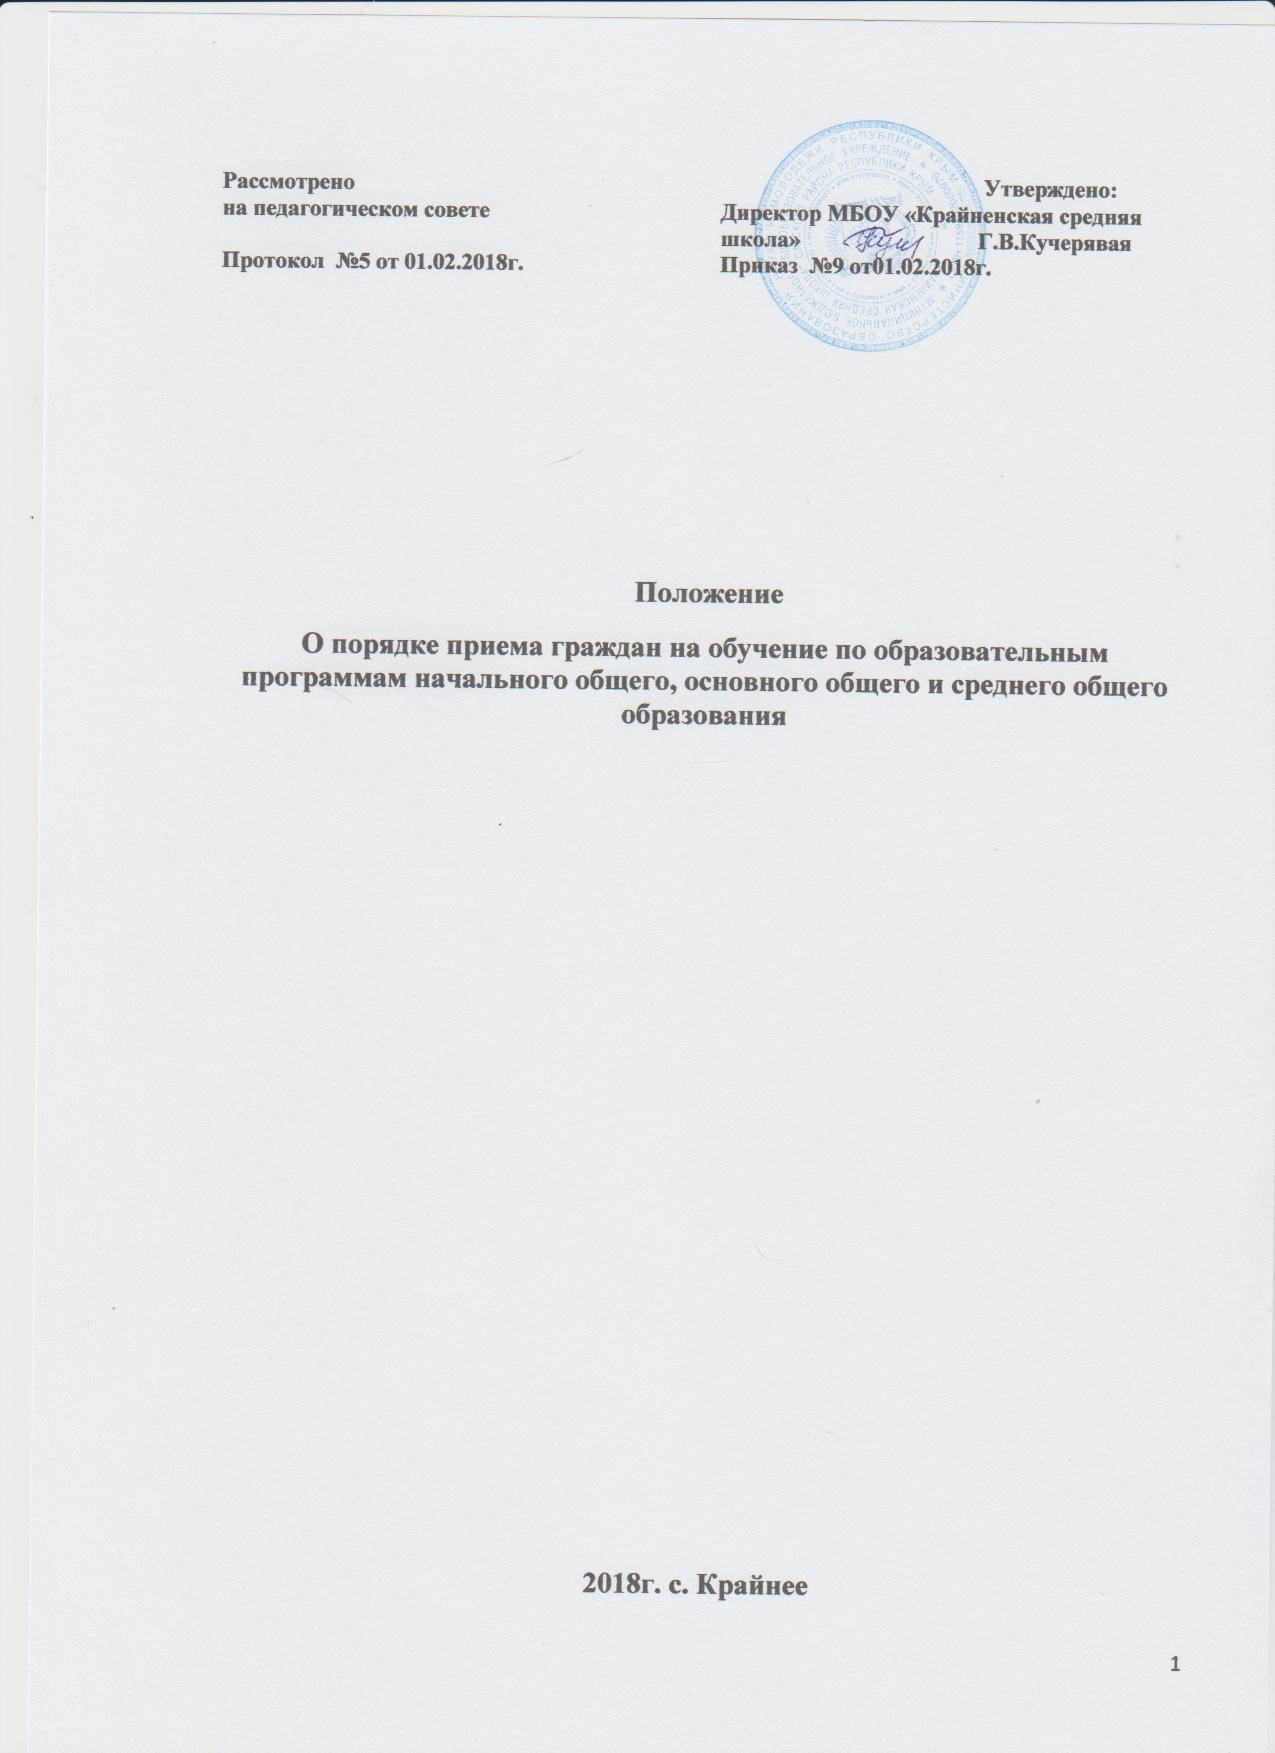 Рассмотрено
на педагогическом совете
Протокол №5 от 01.02.2018г.
Утверждено:
Директор МБОУ «Крайненская средняя
школа» Г.В.Кучерявая
Приказ №9 от01.02.2018г.
Положение
О порядке приема граждан на обучение по образовательным
программам начального общего, основного общего и среднего общего
образования
2018г. с. Крайнее
1